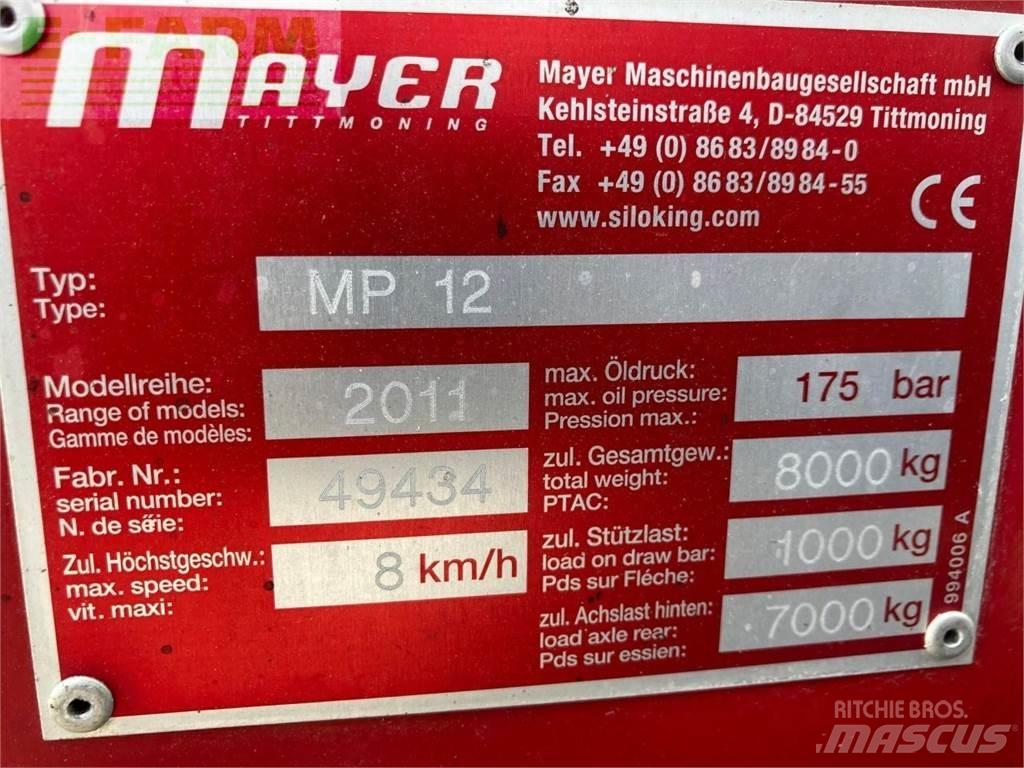 FARM
MAYER
TITTMONING
Mayer Maschinenbaugesellschaft mbH
Kehlsteinstraße 4, D-84529 Tittmoning
Tel. +49 (0) 86 83/89 84-0
Fax +49 (0) 86 83/89 84-55
www.siloking.com
CE
Typ:
Type:
MP 12
Modellreihe:
Range of models:
Gamme de modèles:
2011
Fabr. Nr.:
serial number:
N. de séie:
49434
Zul. Höchstgeschw.:
max. speed:
vit. maxi:
8 km/h
max. Öldruck:
max. oil pressure:
Pression max.:
175 bar
zul. Gesamtgew.:
total weight:
PTAC:
8000 kg
zul. Stützlast:
load on draw bar:
Pds sur Fléche:
1000 kg
zul. Achslast hinten:
load axle rear:
Pds sur essien:
7000 kg
994006 A
RITCHIE BROS.
MASCUS